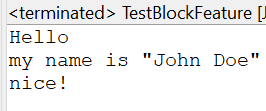 <terminated> TestBlockFeature [J
Hello
my name is "John Doe"
nice!